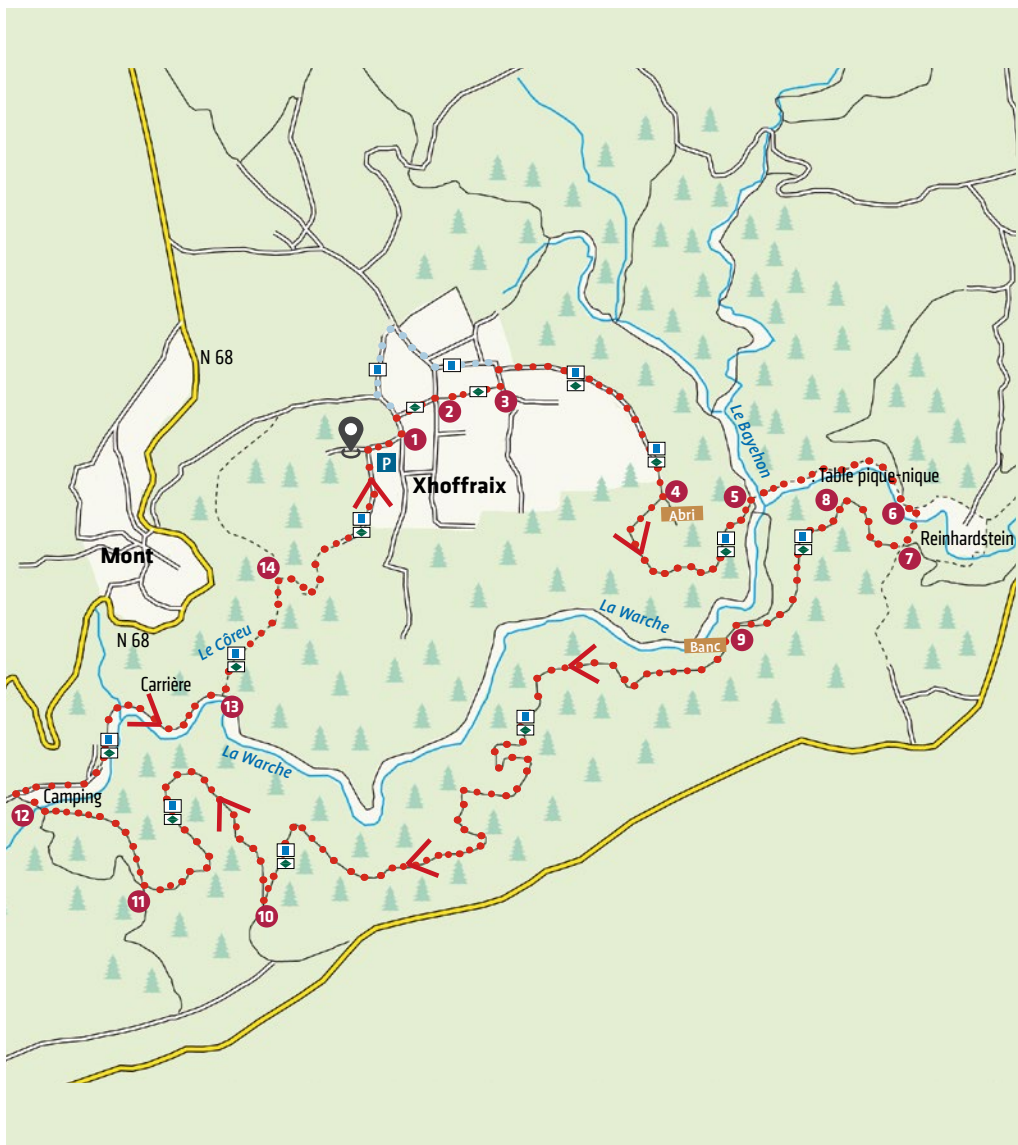 N 68
Le Bayehon
3
2
1
P
Xhoffraix
4
Abri
5
Table pique-nique
8
6
Reinhardstein
7
Mont
14
N 68
Le Côreu
La Warche
Banc
9
Carrière
13
La Warche
Camping
12
11
10